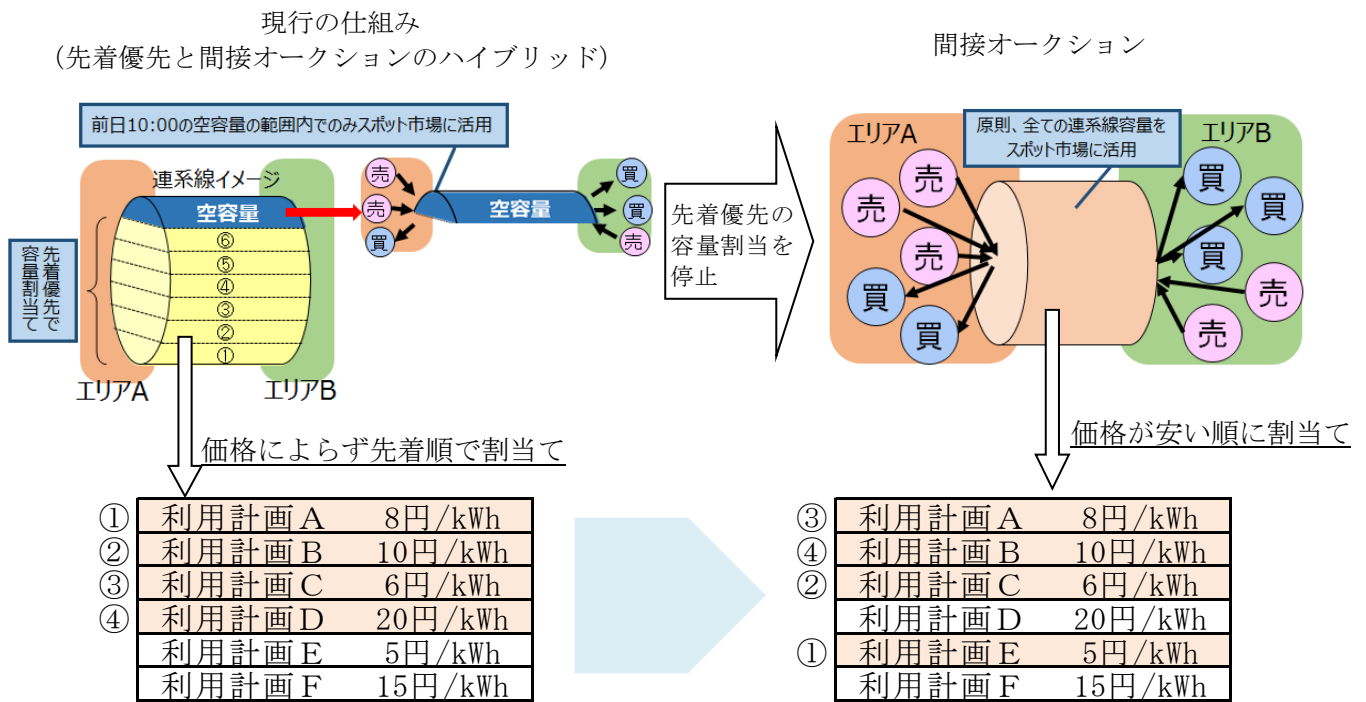 現行の仕組み
(先着優先と間接オークションのハイブリッド)
前日10:00の空容量の範囲内でのみスポット市場に活用
連系線イメージ
空容量
⑥
⑤
④
③
②
①
先着優先で
容量割当て
エリアA
エリアB
売
売
買
空容量
買
買
売
先着優先の
容量割当を
停止
間接オークション
エリアA
原則、全ての連系線容量を
スポット市場に活用
エリアB
売
売
売
買
買
買
買
買
売
売
価格によらず先着順で割当て
① 利用計画A 8円/kWh
② 利用計画B 10円/kWh
③ 利用計画C 6円/kWh
④ 利用計画D 20円/kWh
利用計画E 5円/kWh
利用計画F 15円/kWh
価格が安い順に割当て
③ 利用計画A 8円/kWh
④ 利用計画B 10円/kWh
② 利用計画C 6円/kWh
利用計画D 20円/kWh
① 利用計画E 5円/kWh
利用計画F 15円/kWh